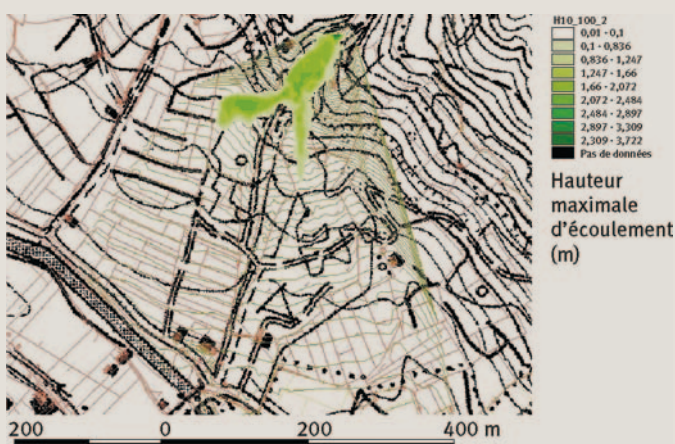 H10_100_2
0,01 - 0,1
0,1 - 0,836
0,836 - 1,247
1,247 - 1,66
1,66 - 2,072
2,072 - 2,484
2,484 - 2,897
2,897 - 3,309
2,309 - 3,722
Pas de données
Hauteur
maximale
d'écoulement
(m)
200 0 200 400 m